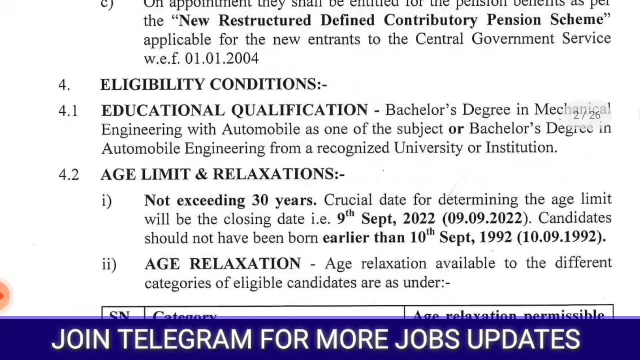 c) On appointment they shall be entitled for the pension benefits as per
the “New Restructured Defined Contributory Pension Scheme”
applicable for the new entrants to the Central Government Service
w.e.f. 01.01.2004
4. ELIGIBILITY CONDITIONS:-
4.1 EDUCATIONAL QUALIFICATION - Bachelor’s Degree in Mechanical
Engineering with Automobile as one of the subject or Bachelor’s Degree in
Automobile Engineering from a recognized University or Institution.
2 / 26
4.2 AGE LIMIT & RELAXATIONS:-
i) Not exceeding 30 years. Crucial date for determining the age limit
will be the closing date i.e. 9th Sept, 2022 (09.09.2022). Candidates
should not have been born earlier than 10th Sept, 1992 (10.09.1992).
ii) AGE RELAXATION - Age relaxation available to the different
categories of eligible candidates are as under:-
SN Category Age relaxation permissible
JOIN TELEGRAM FOR MORE JOBS UPDATES